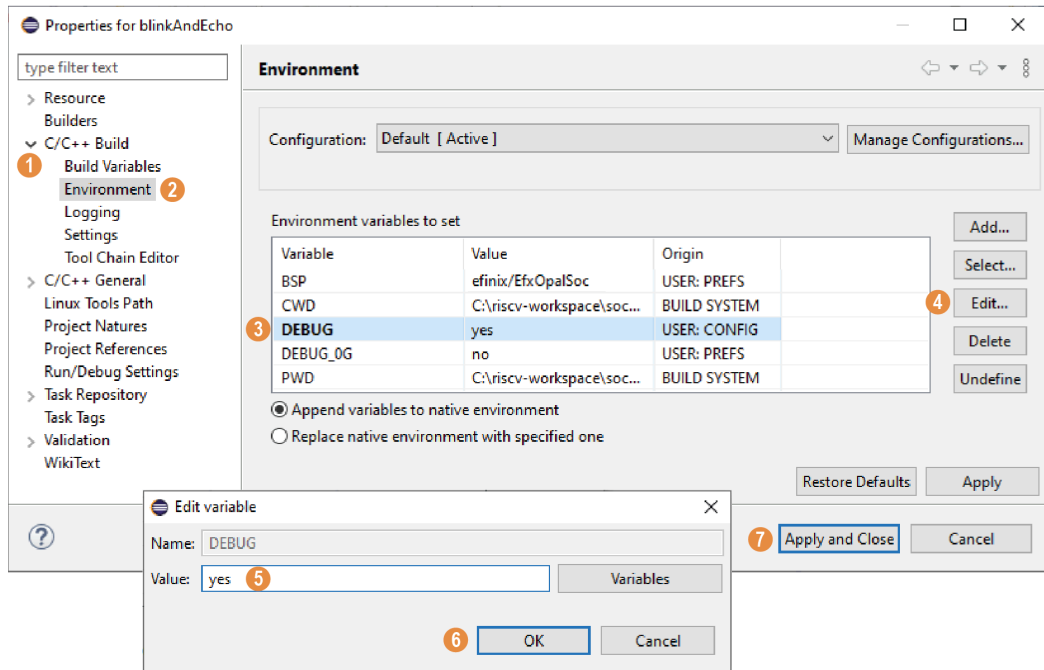 Properties for blinkAndEcho
type filter text
Environment
Resource
Builders
C/C++ Build
1 Build Variables
Environment 2
Logging
Settings
Tool Chain Editor
C/C++ General
Linux Tools Path
Project Natures
Project References
Run/Debug Settings
Task Repository
Task Tags
Validation
WikiText
Configuration: Default [ Active ] Manage Configurations...
Environment variables to set
Variable Value Origin
BSP efinix/EfxOpalSoc USER: PREFS
CWD C:\riscv-workspace\soc... BUILD SYSTEM
3 DEBUG yes USER: CONFIG
DEBUG_0G no USER: PREFS
PWD C:\riscv-workspace\soc... BUILD SYSTEM
Add...
Select...
4 Edit...
Delete
Undefine
Append variables to native environment
Replace native environment with specified one
Restore Defaults Apply
? 7 Apply and Close Cancel
Edit variable
Name: DEBUG
Value: yes 5 Variables
6 OK Cancel